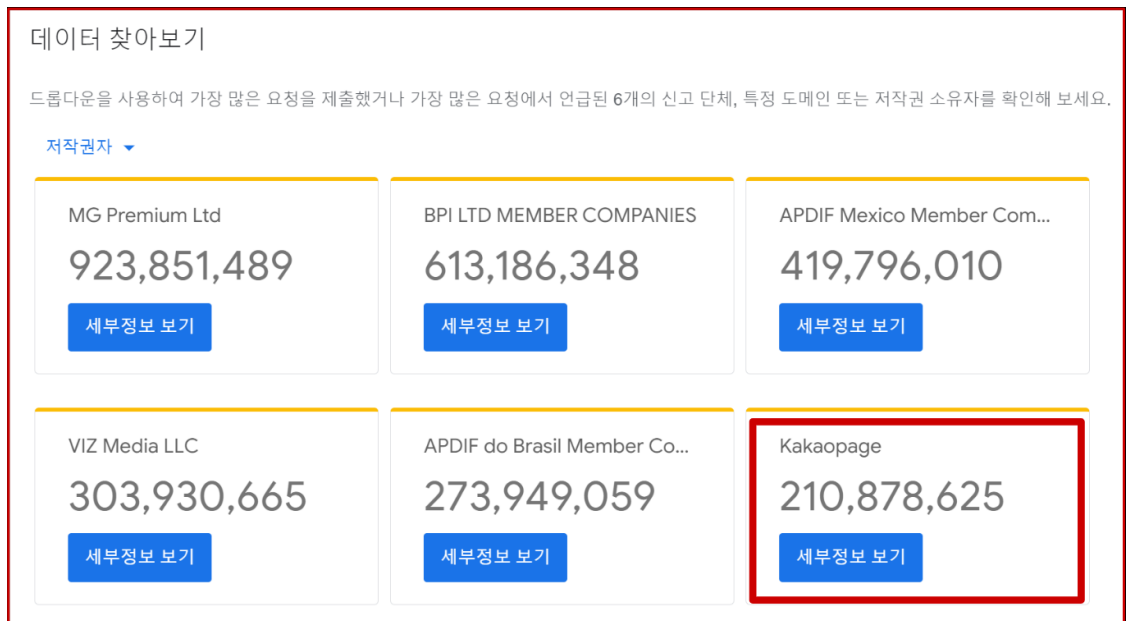 데이터 찾아보기
드롭다운을 사용하여 가장 많은 요청을 제출했거나 가장 많은 요청에서 언급된 6개의 신고 단체, 특정 도메인 또는 저작권 소유자를 확인해 보세요.
저작권자
MG Premium Ltd
923,851,489
세부정보 보기
BPI LTD MEMBER COMPANIES
613,186,348
세부정보 보기
APDIF Mexico Member Com...
419,796,010
세부정보 보기
VIZ Media LLC
303,930,665
세부정보 보기
APDIF do Brasil Member Co...
273,949,059
세부정보 보기
Kakaopage
210,878,625
세부정보 보기